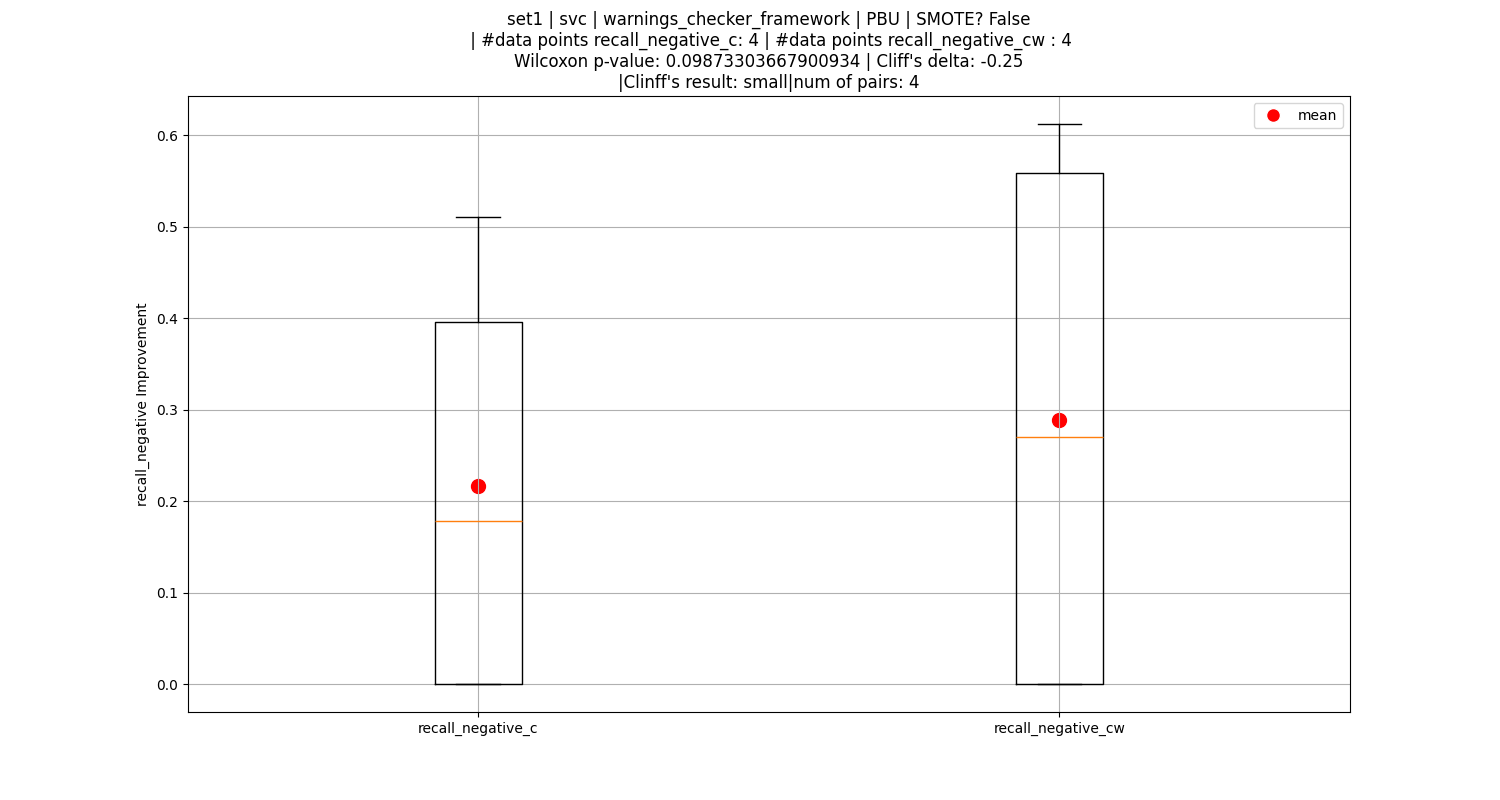 set1 | svc | warnings_checker_framework | PBU | SMOTE? False
| #data points recall_negative_c: 4 | #data points recall_negative_cw : 4
Wilcoxon p-value: 0.09873303667900934 | Cliff's delta: -0.25
|Clinff's result: small|num of pairs: 4
mean
0.6
0.5
0.4
0.3
0.2
0.1
0.0
recall_negative Improvement
recall_negative_c
recall_negative_cw